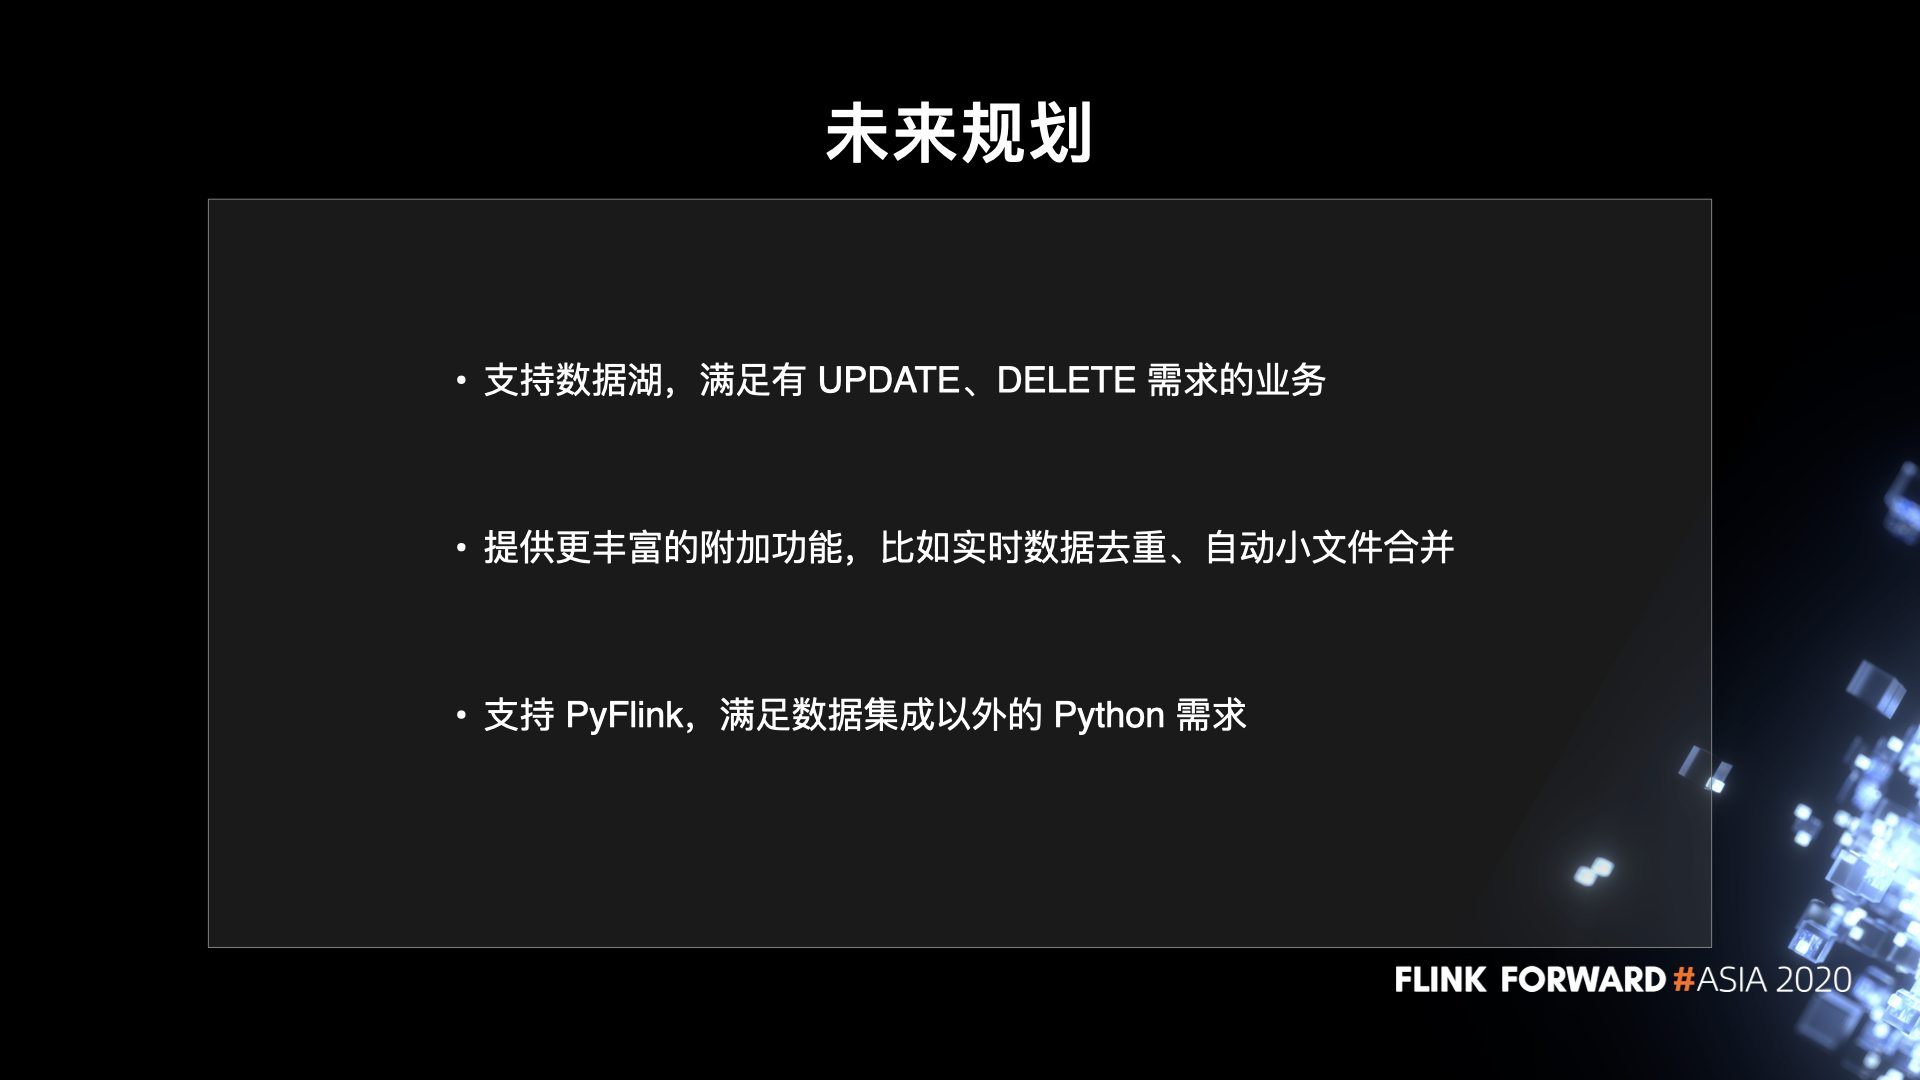 未来规划
• 支持数据湖，满足有 UPDATE、DELETE 需求的业务
• 提供更丰富的附加功能，比如实时数据去重、自动小文件合并
• 支持 PyFlink，满足数据集成以外的 Python 需求
FLINK FORWARD #ASIA 2020